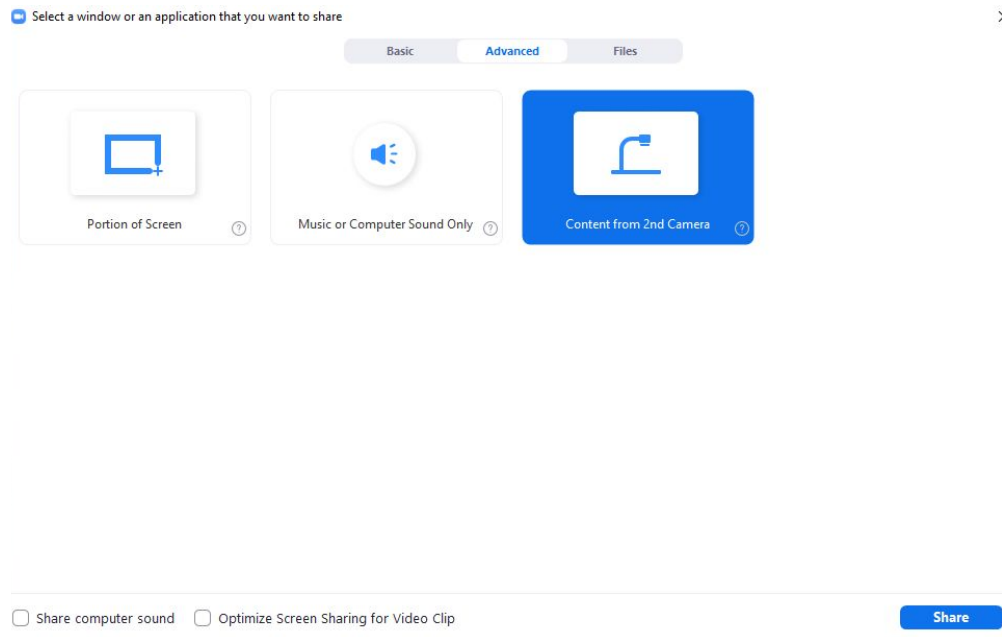 Select a window or an application that you want to share
Basic Advanced Files
Portion of Screen ?
Music or Computer Sound Only ?
Content from 2nd Camera ?
Share computer sound Optimize Screen Sharing for Video Clip Share